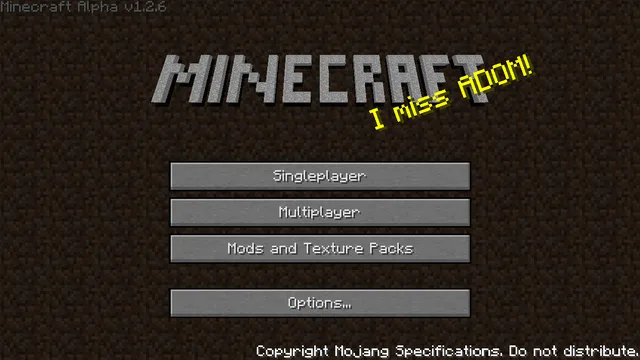 Minecraft Alpha v1.2.6
MINECRAFT
I miss ADOM!
Singleplayer
Multiplayer
Mods and Texture Packs
Options...
Copyright Mojang Specifications. Do not distribute.